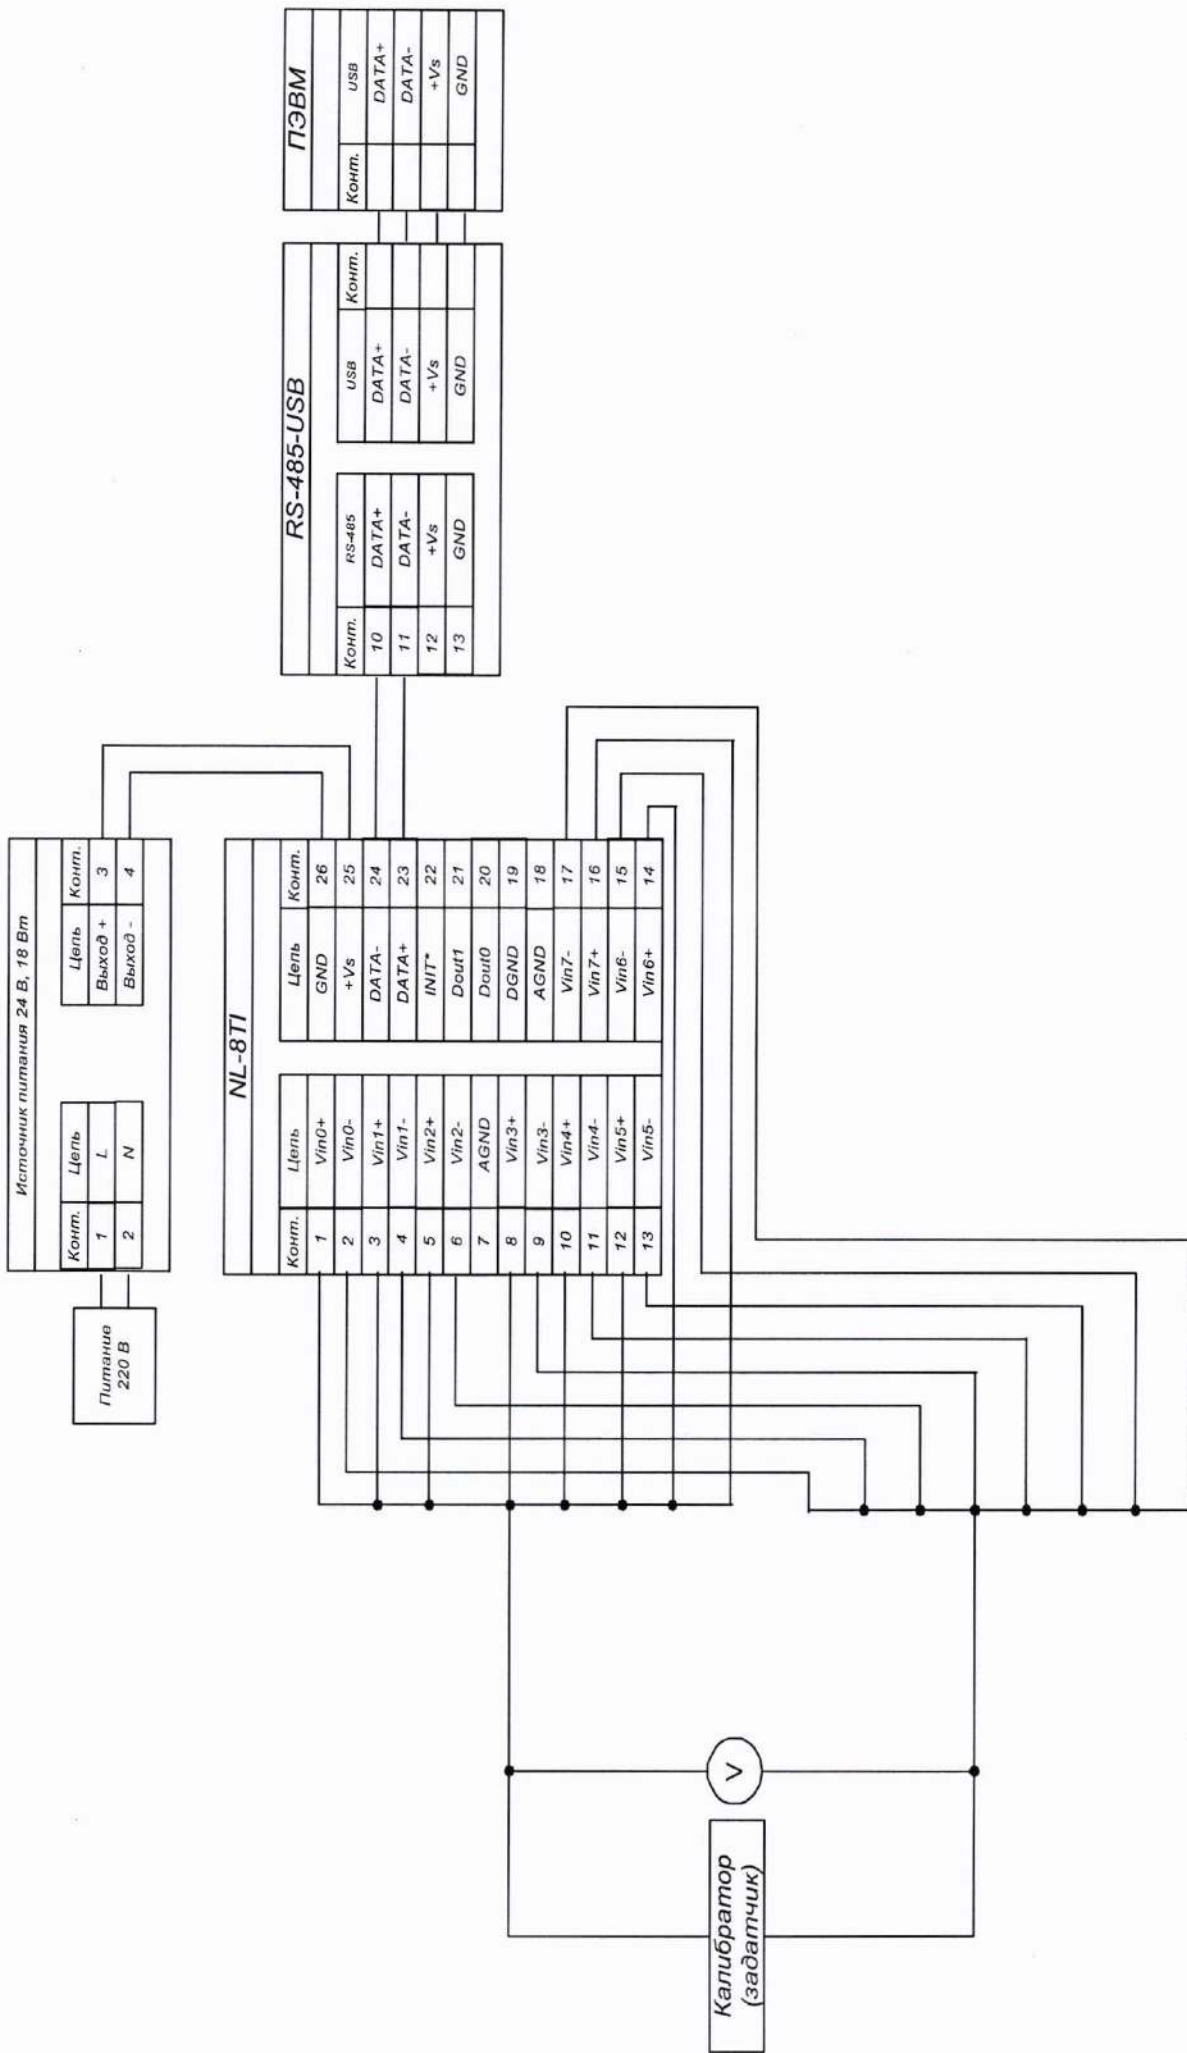 Источник питания 24 В, 18 Вт
Конт. Цепь Цепь Конт.
1 L Выход + 3
2 N Выход - 4
Питание
220 В
NL-8TI
Конт. Цепь Цепь Конт.
1 Vin0+ GND 26
2 Vin0- +Vs 25
3 Vin1+ DATA- 24
4 Vin1- DATA+ 23
5 Vin2+ INIT* 22
6 Vin2- Dout1 21
7 AGND Dout0 20
8 Vin3+ DGND 19
9 Vin3- AGND 18
10 Vin4+ Vin7- 17
11 Vin4- Vin7+ 16
12 Vin5+ Vin6- 15
13 Vin5- Vin6+ 14
RS-485-USB
Конт. RS-485 USB Конт.
10 DATA+ DATA+
11 DATA- DATA-
12 +Vs +Vs
13 GND GND
ПЭВМ
Конт. USB
DATA+
DATA-
+Vs
GND
Калибратор
(задатчик)
V